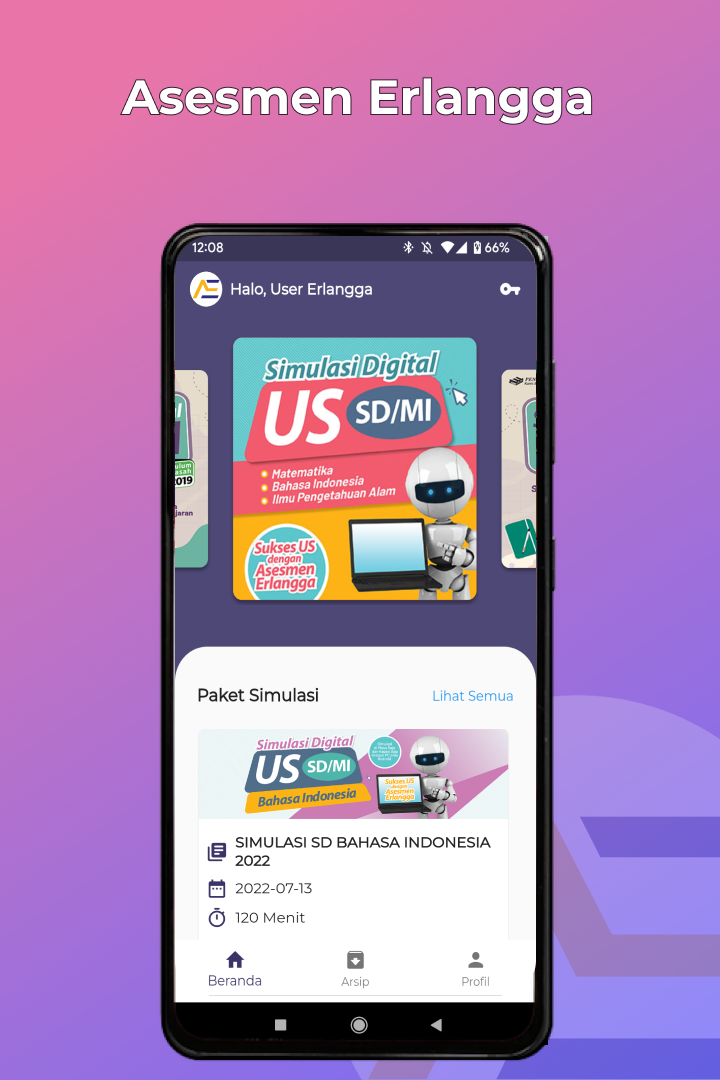 Asesmen Erlangga
12:08
66%
Halo, User Erlangga
Simulasi Digital
US SD/MI
Matematika
Bahasa Indonesia
Ilmu Pengetahuan Alam
Sukses US
dengan
Asesmen
Erlangga
2019
Paket Simulasi
Lihat Semua
Simulasi Digital
US SD/MI
Bahasa Indonesia
Sukses US
dengan
Asesmen
Erlangga
SIMULASI SD BAHASA INDONESIA
2022
2022-07-13
120 Menit
Beranda
Arsip
Profil